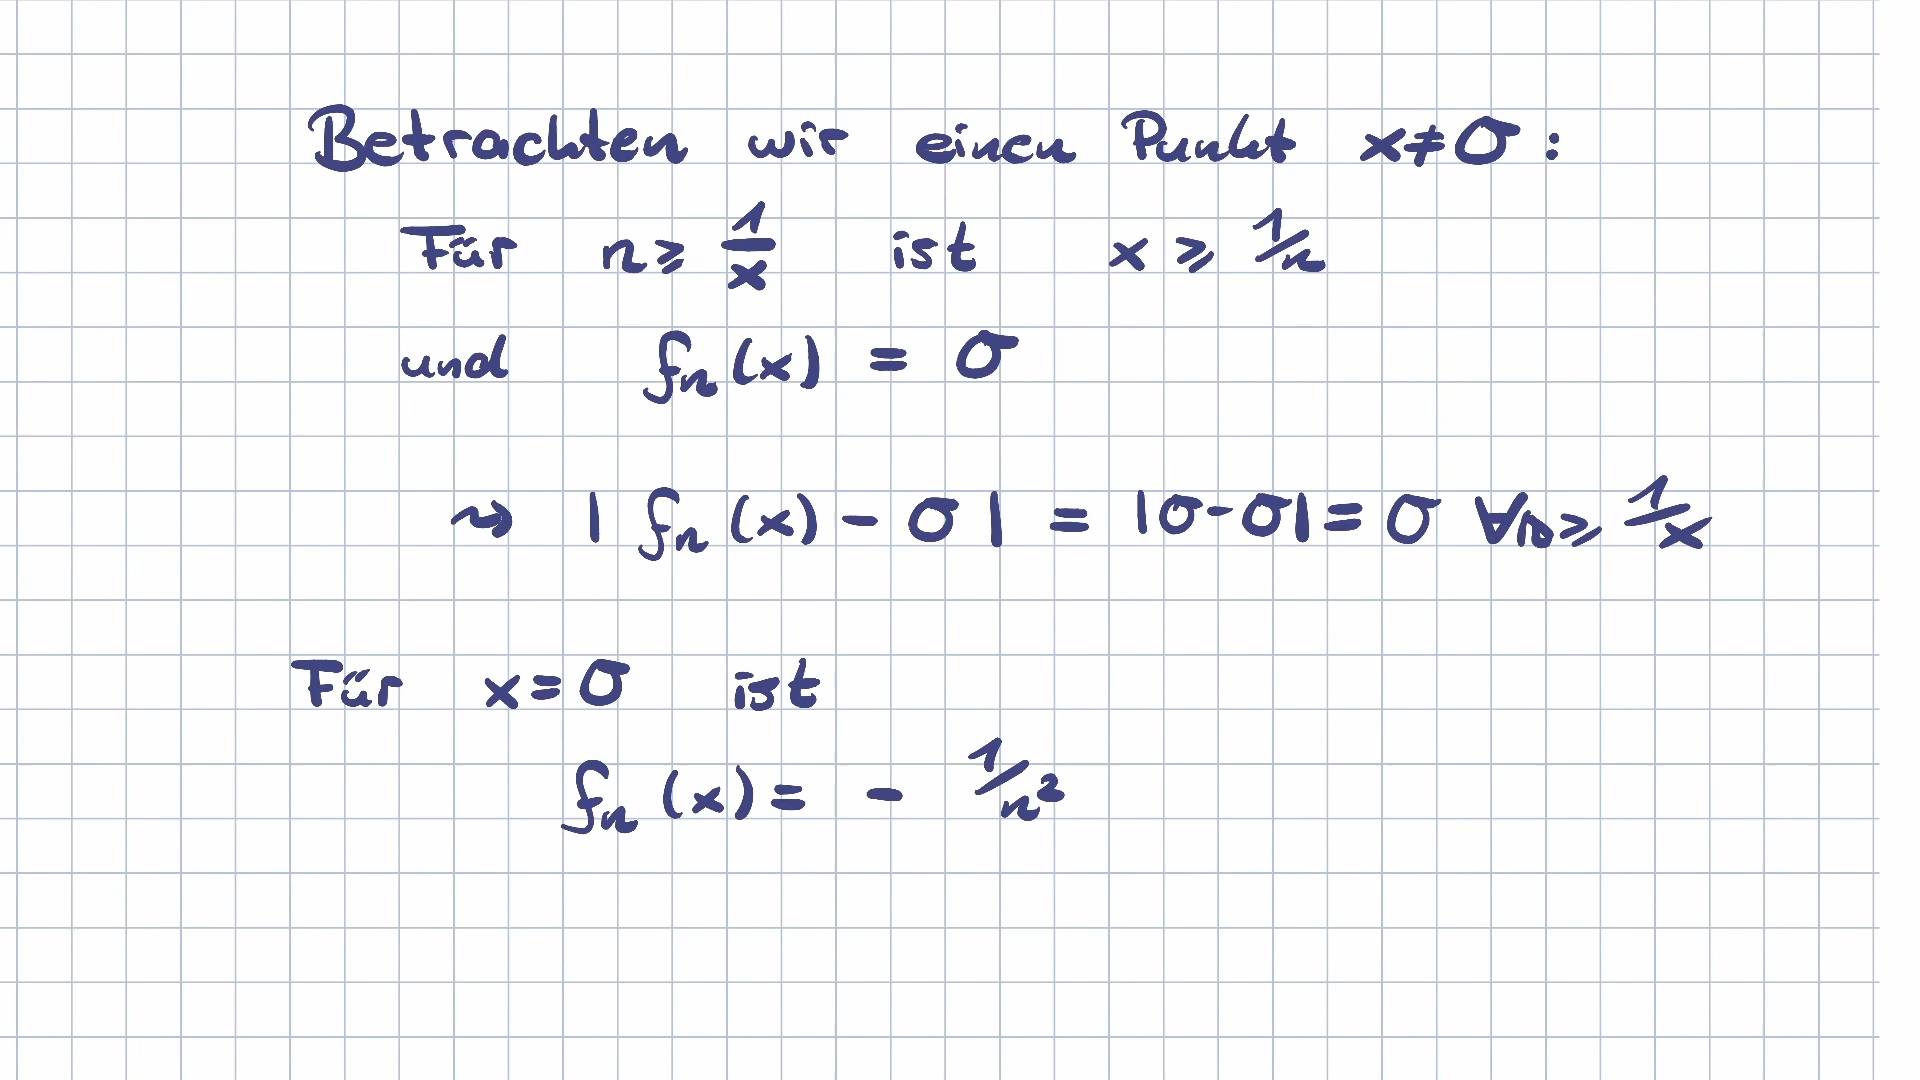 Betrachten wir einen Punkt x≠0:
Für n ≥ 1/x ist x ≥ 1/n
und fₙ(x) = 0
⇝ | fₙ(x) - 0 | = |0-0| = 0 ∀n ≥ 1/x
Für x=0 ist
fₙ(x) = - 1/n²